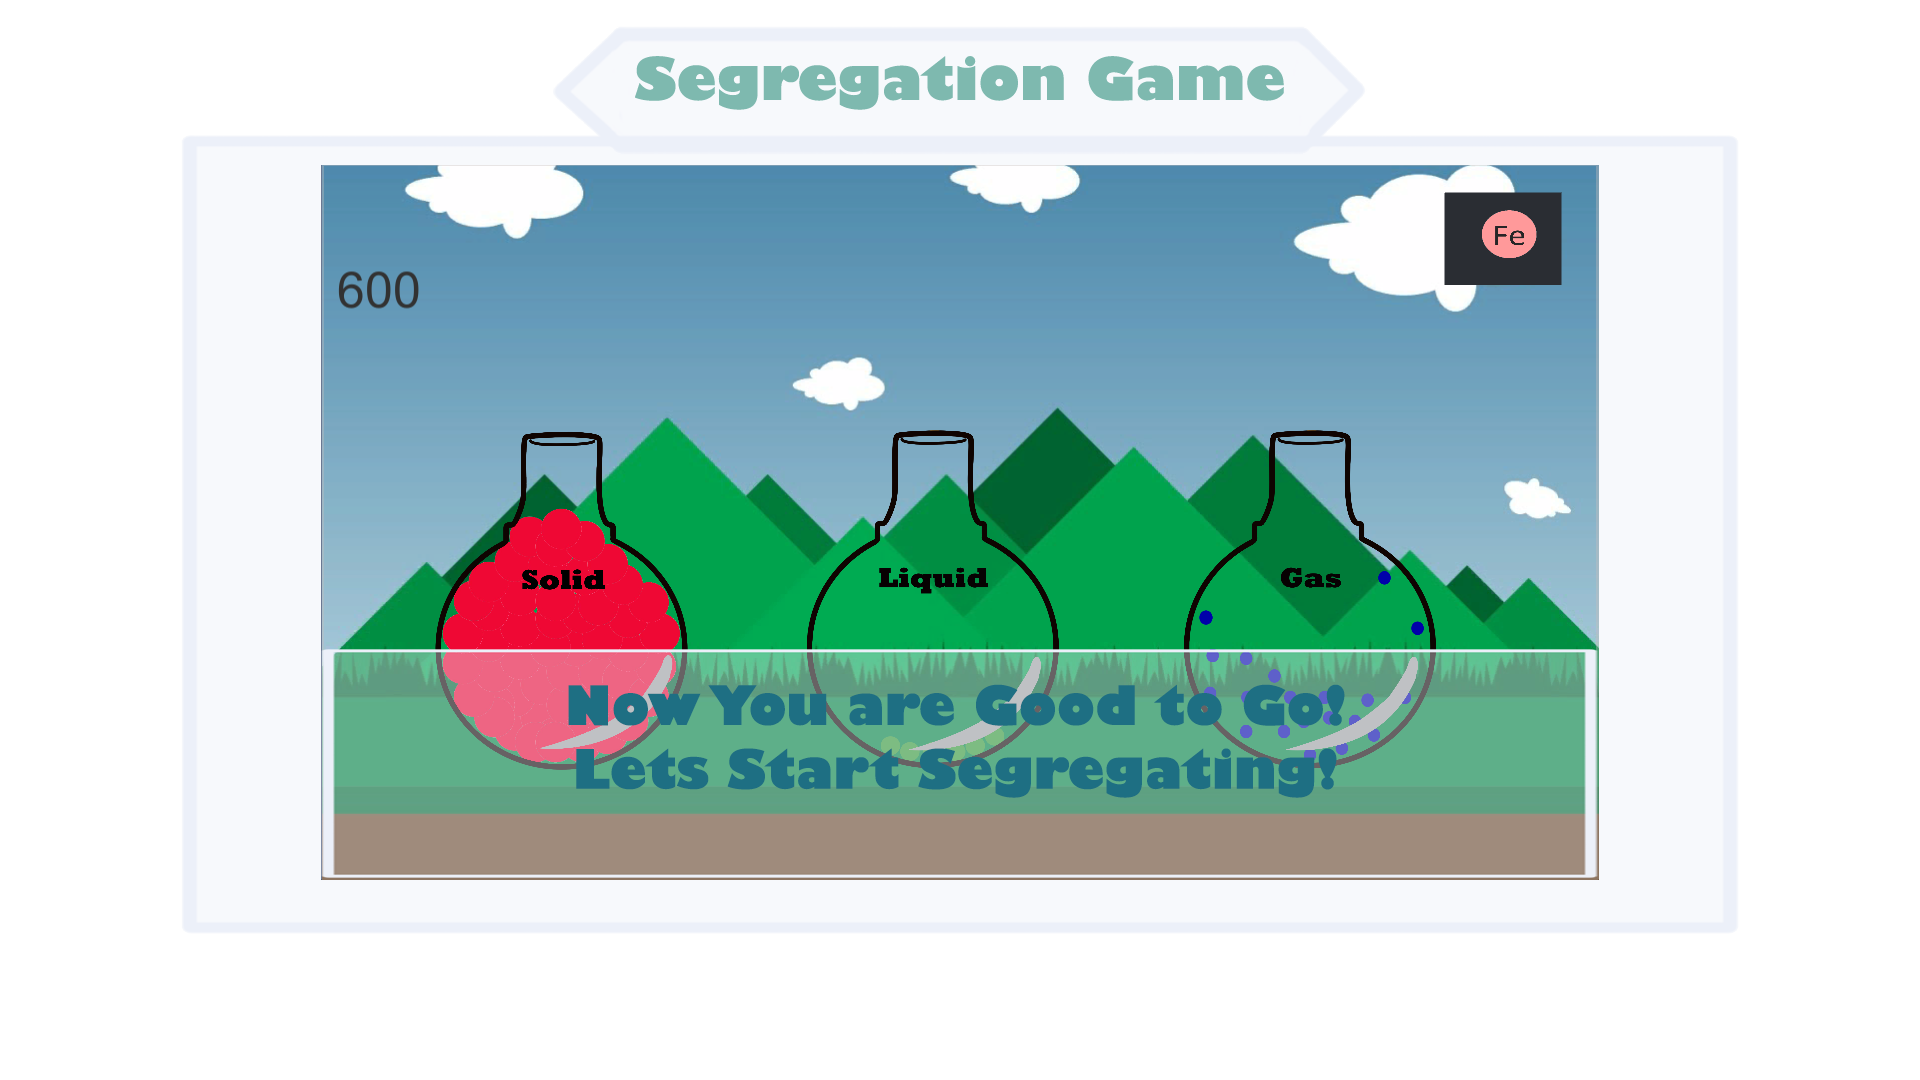 Segregation Game
Fe
600
Solid
Liquid
Gas
Now You are Good to Go!
Lets Start Segregating!